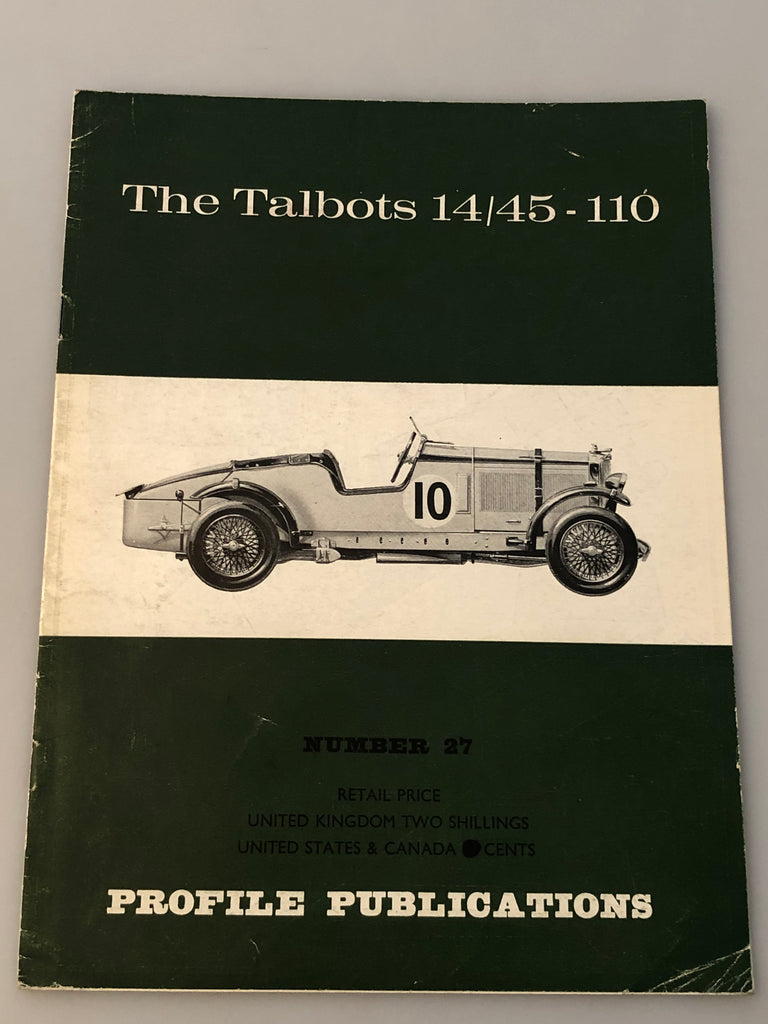 The Talbots 14/45 - 110
10
NUMBER 27
RETAIL PRICE
UNITED KINGDOM TWO SHILLINGS
UNITED STATES & CANADA CENTS
PROFILE PUBLICATIONS